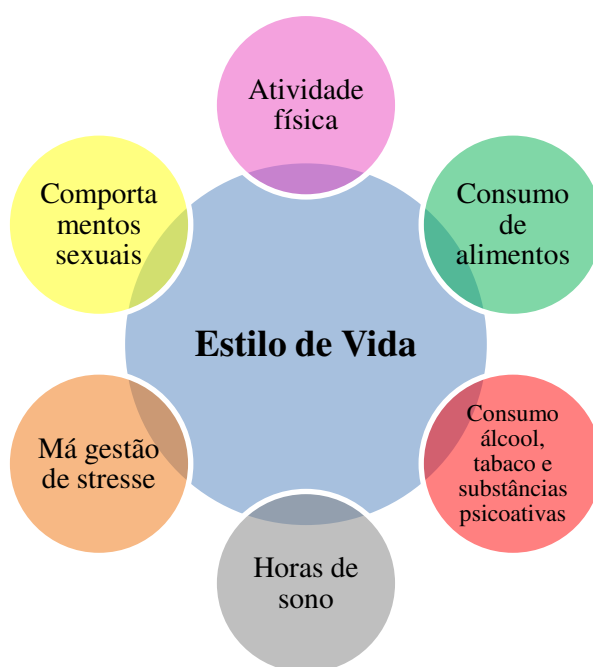 Atividade
física
Consumo
de
alimentos
Consumo
álcool,
tabaco e
substâncias
psicoativas
Horas de
sono
Má gestão
de stresse
Comporta
mentos
sexuais
Estilo de Vida